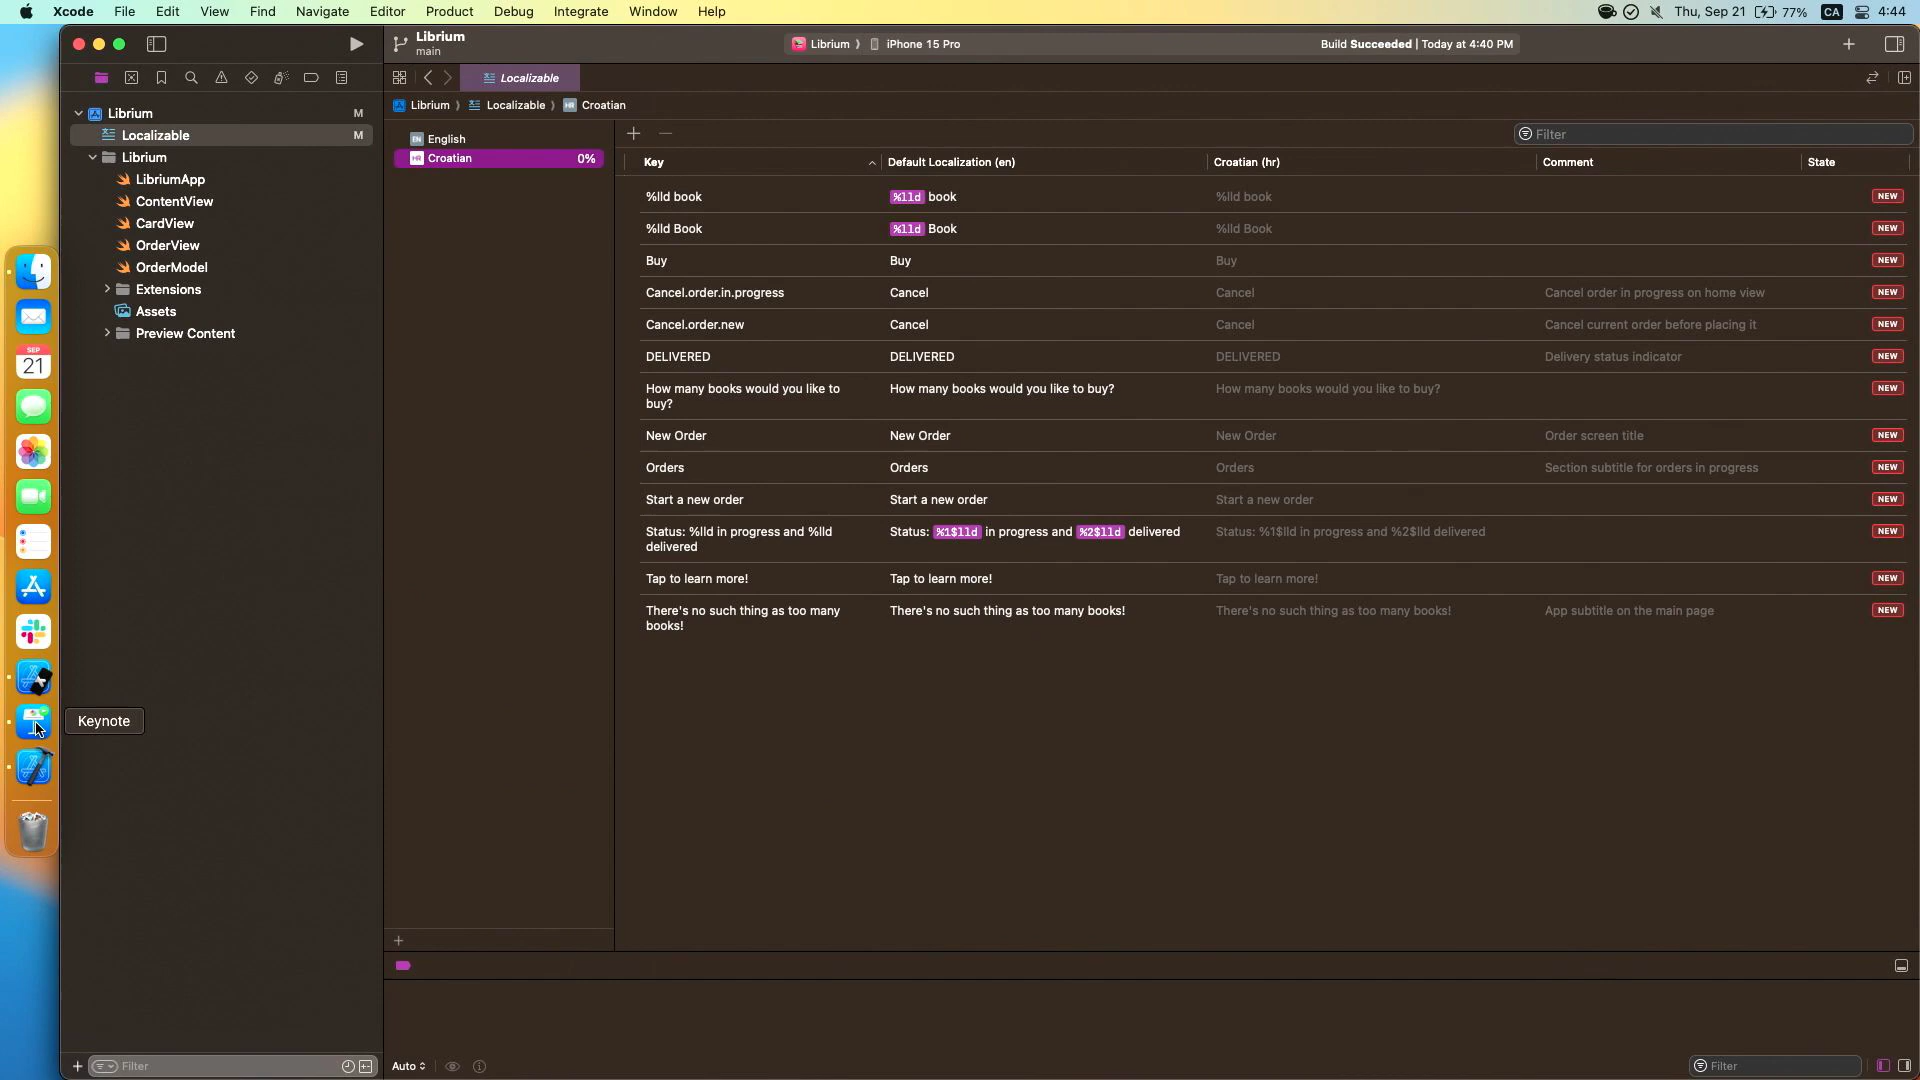 Xcode File Edit View Find Navigate Editor Product Debug Integrate Window Help
Thu, Sep 21 77% CA 4:44
Librium
main
Librium iPhone 15 Pro
Build Succeeded | Today at 4:40 PM
Localizable
Librium Localizable HR Croatian
Librium M
Localizable M
Librium
LibriumApp
ContentView
CardView
OrderView
OrderModel
Extensions
Assets
Preview Content
EN English
HR Croatian 0%
Filter
Key Default Localization (en) Croatian (hr) Comment State
%lld book %lld book %lld book NEW
%lld Book %lld Book %lld Book NEW
Buy Buy Buy NEW
Cancel.order.in.progress Cancel Cancel Cancel order in progress on home view NEW
Cancel.order.new Cancel Cancel Cancel current order before placing it NEW
DELIVERED DELIVERED DELIVERED Delivery status indicator NEW
How many books would you like to How many books would you like to buy? How many books would you like to buy? NEW
buy?
New Order New Order New Order Order screen title NEW
Orders Orders Orders Section subtitle for orders in progress NEW
Start a new order Start a new order Start a new order NEW
Status: %lld in progress and %lld Status: %1$lld in progress and %2$lld delivered Status: %1$lld in progress and %2$lld delivered NEW
delivered
Tap to learn more! Tap to learn more! Tap to learn more! NEW
There's no such thing as too many There's no such thing as too many books! There's no such thing as too many books! App subtitle on the main page NEW
books!
SEP
21
Keynote
Filter
Auto
Filter